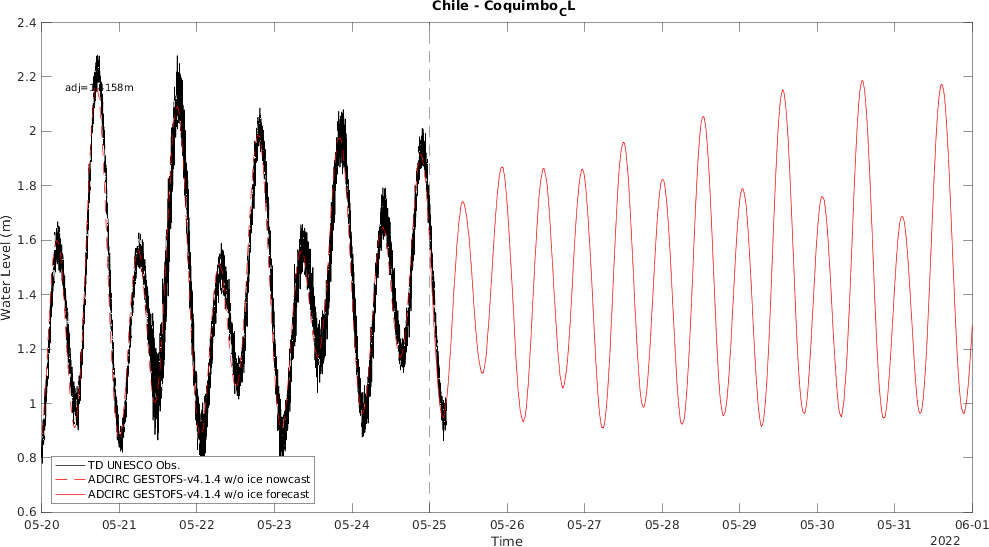 Chile - Coquimbo_CL
2.4
2.2
2
1.8
1.6
1.4
1.2
1
0.8
0.6
Water Level (m)
adj=1.4158m
TD UNESCO Obs.
ADCIRC GESTOFS-v4.1.4 w/o ice nowcast
ADCIRC GESTOFS-v4.1.4 w/o ice forecast
05-20 05-21 05-22 05-23 05-24 05-25 05-26 05-27 05-28 05-29 05-30 05-31 06-01
Time
2022